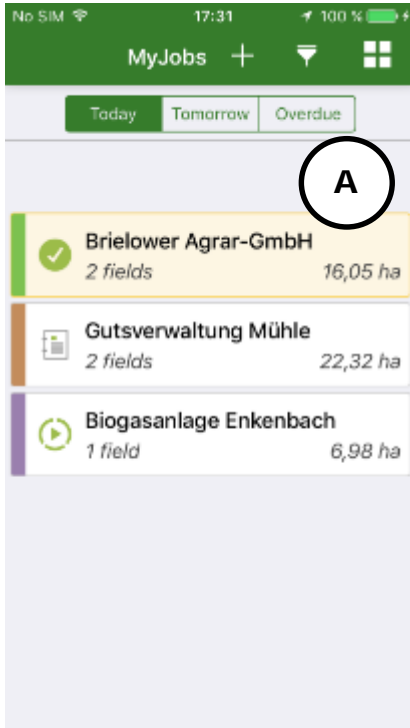 No SIM 17:31 100 %
MyJobs
Today Tomorrow Overdue
A
Brielower Agrar-GmbH
2 fields 16,05 ha
Gutsverwaltung Mühle
2 fields 22,32 ha
Biogasanlage Enkenbach
1 field 6,98 ha